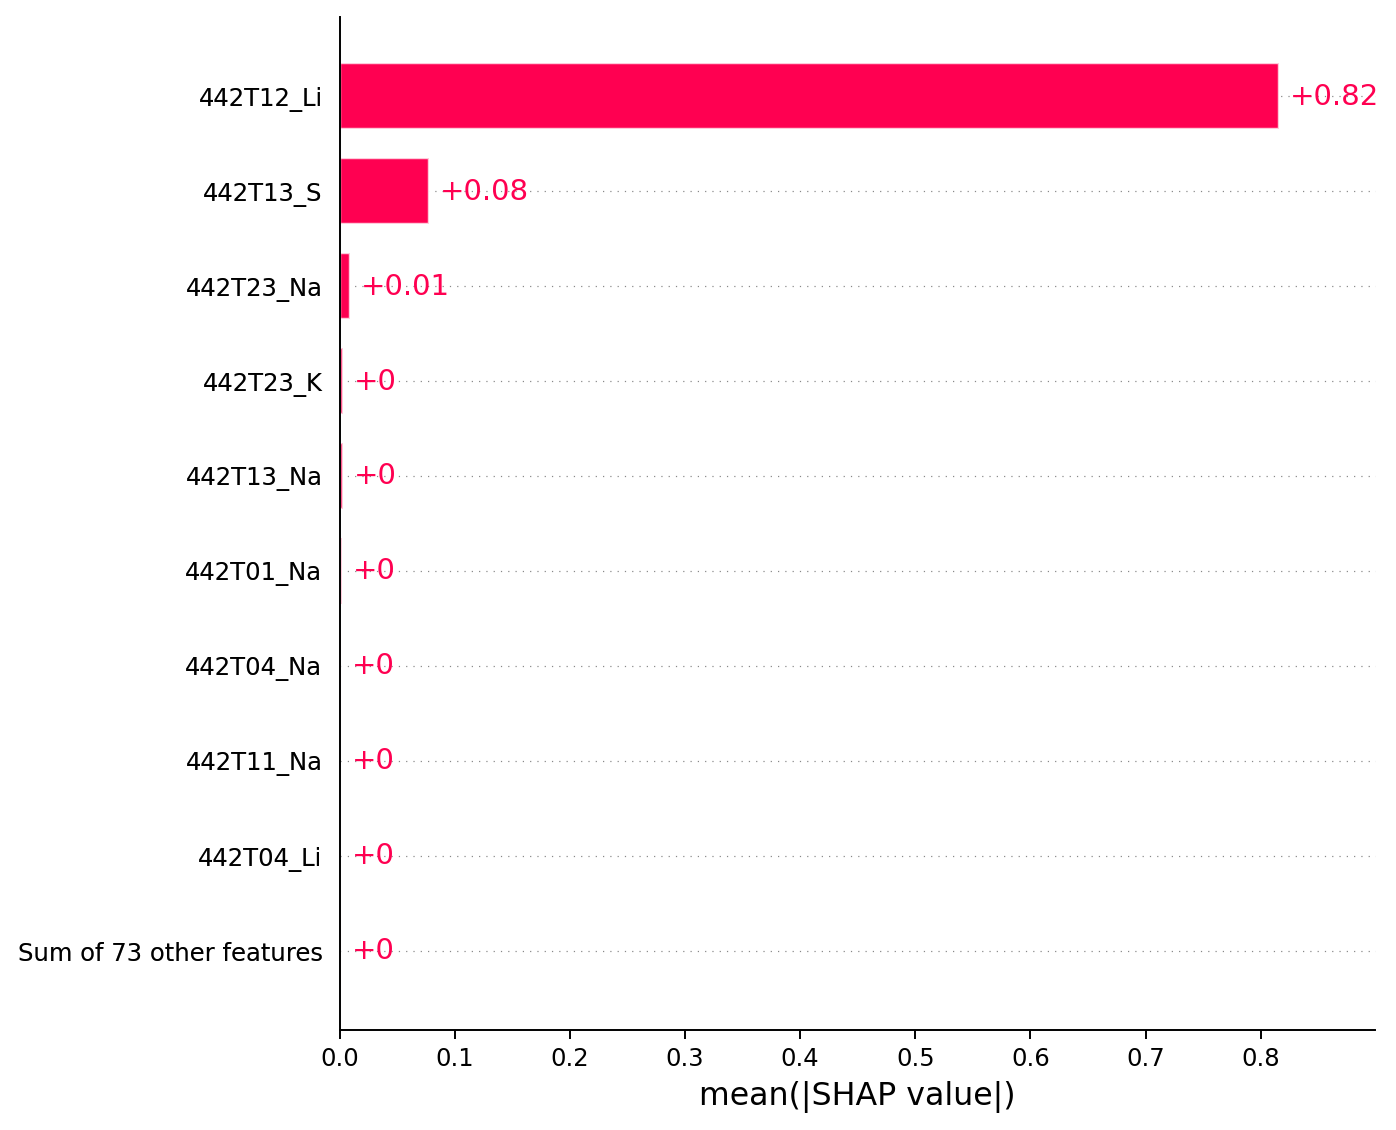 442T12_Li +0.82
442T13_S +0.08
442T23_Na +0.01
442T23_K +0
442T13_Na +0
442T01_Na +0
442T04_Na +0
442T11_Na +0
442T04_Li +0
Sum of 73 other features +0
0.0 0.1 0.2 0.3 0.4 0.5 0.6 0.7 0.8
mean(|SHAP value|)